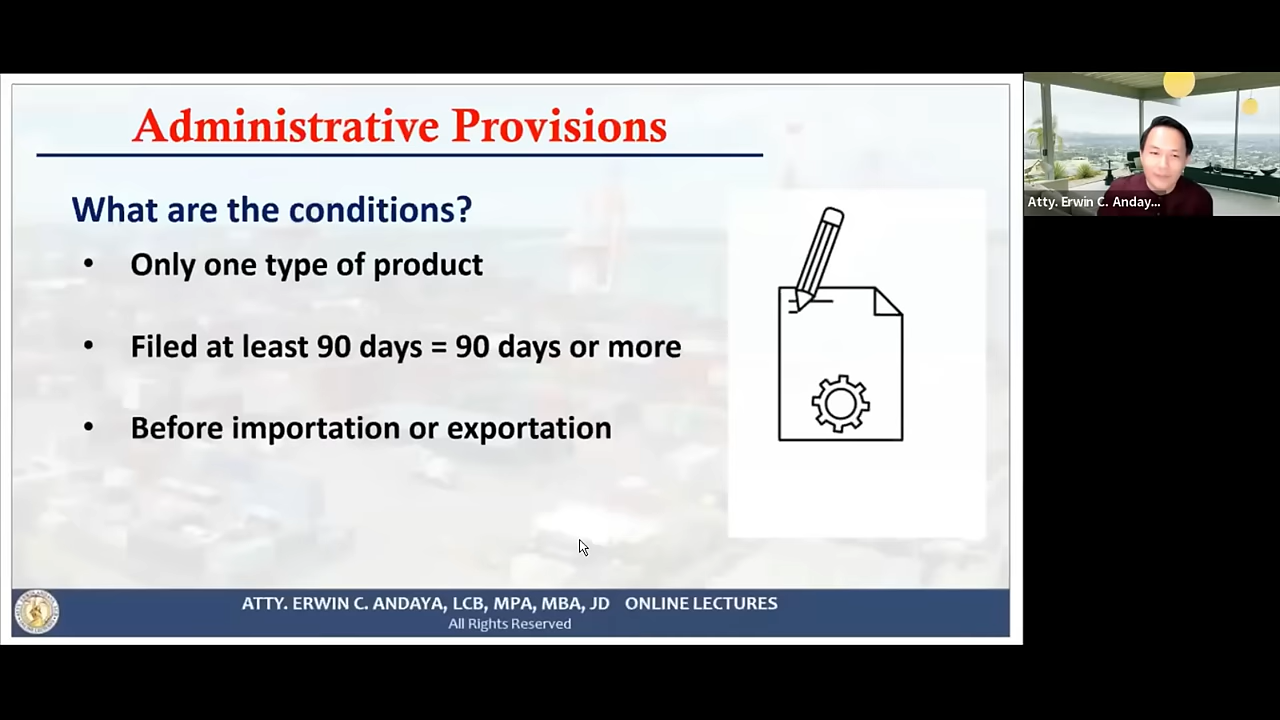 Administrative Provisions
What are the conditions?
• Only one type of product
• Filed at least 90 days = 90 days or more
• Before importation or exportation
ATTY. ERWIN C. ANDAYA, LCB, MPA, MBA, JD ONLINE LECTURES
All Rights Reserved
Atty. Erwin C. Anday...